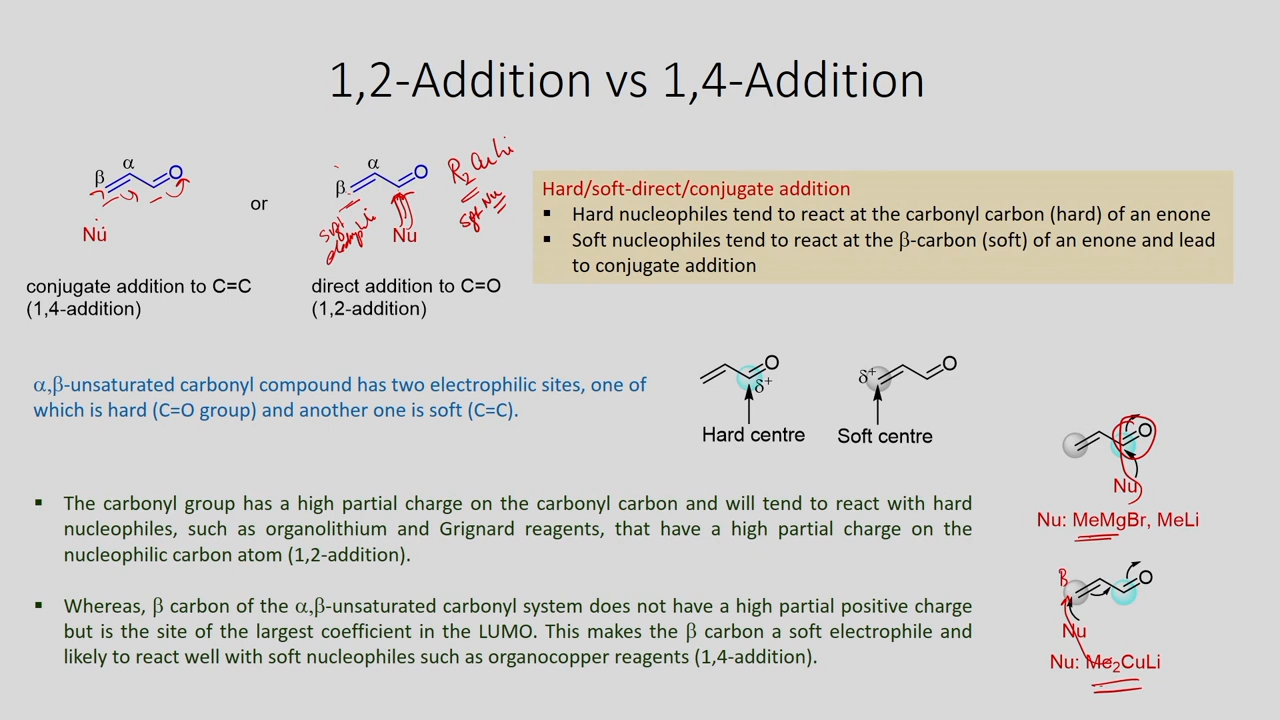 1,2-Addition vs 1,4-Addition
β α O
Nu
conjugate addition to C=C
(1,4-addition)
or
β α O
Nu
direct addition to C=O
(1,2-addition)
R2CuLi
soft Nu
Hard/soft-direct/conjugate addition
▪ Hard nucleophiles tend to react at the carbonyl carbon (hard) of an enone
▪ Soft nucleophiles tend to react at the β-carbon (soft) of an enone and lead
to conjugate addition
α,β-unsaturated carbonyl compound has two electrophilic sites, one of
which is hard (C=O group) and another one is soft (C=C).
O
δ+
Hard centre
δ+ O
Soft centre
O
Nu
Nu: MeMgBr, MeLi
▪ The carbonyl group has a high partial charge on the carbonyl carbon and will tend to react with hard
nucleophiles, such as organolithium and Grignard reagents, that have a high partial charge on the
nucleophilic carbon atom (1,2-addition).
β O
Nu
Nu: Me2CuLi
▪ Whereas, β carbon of the α,β-unsaturated carbonyl system does not have a high partial positive charge
but is the site of the largest coefficient in the LUMO. This makes the β carbon a soft electrophile and
likely to react well with soft nucleophiles such as organocopper reagents (1,4-addition).